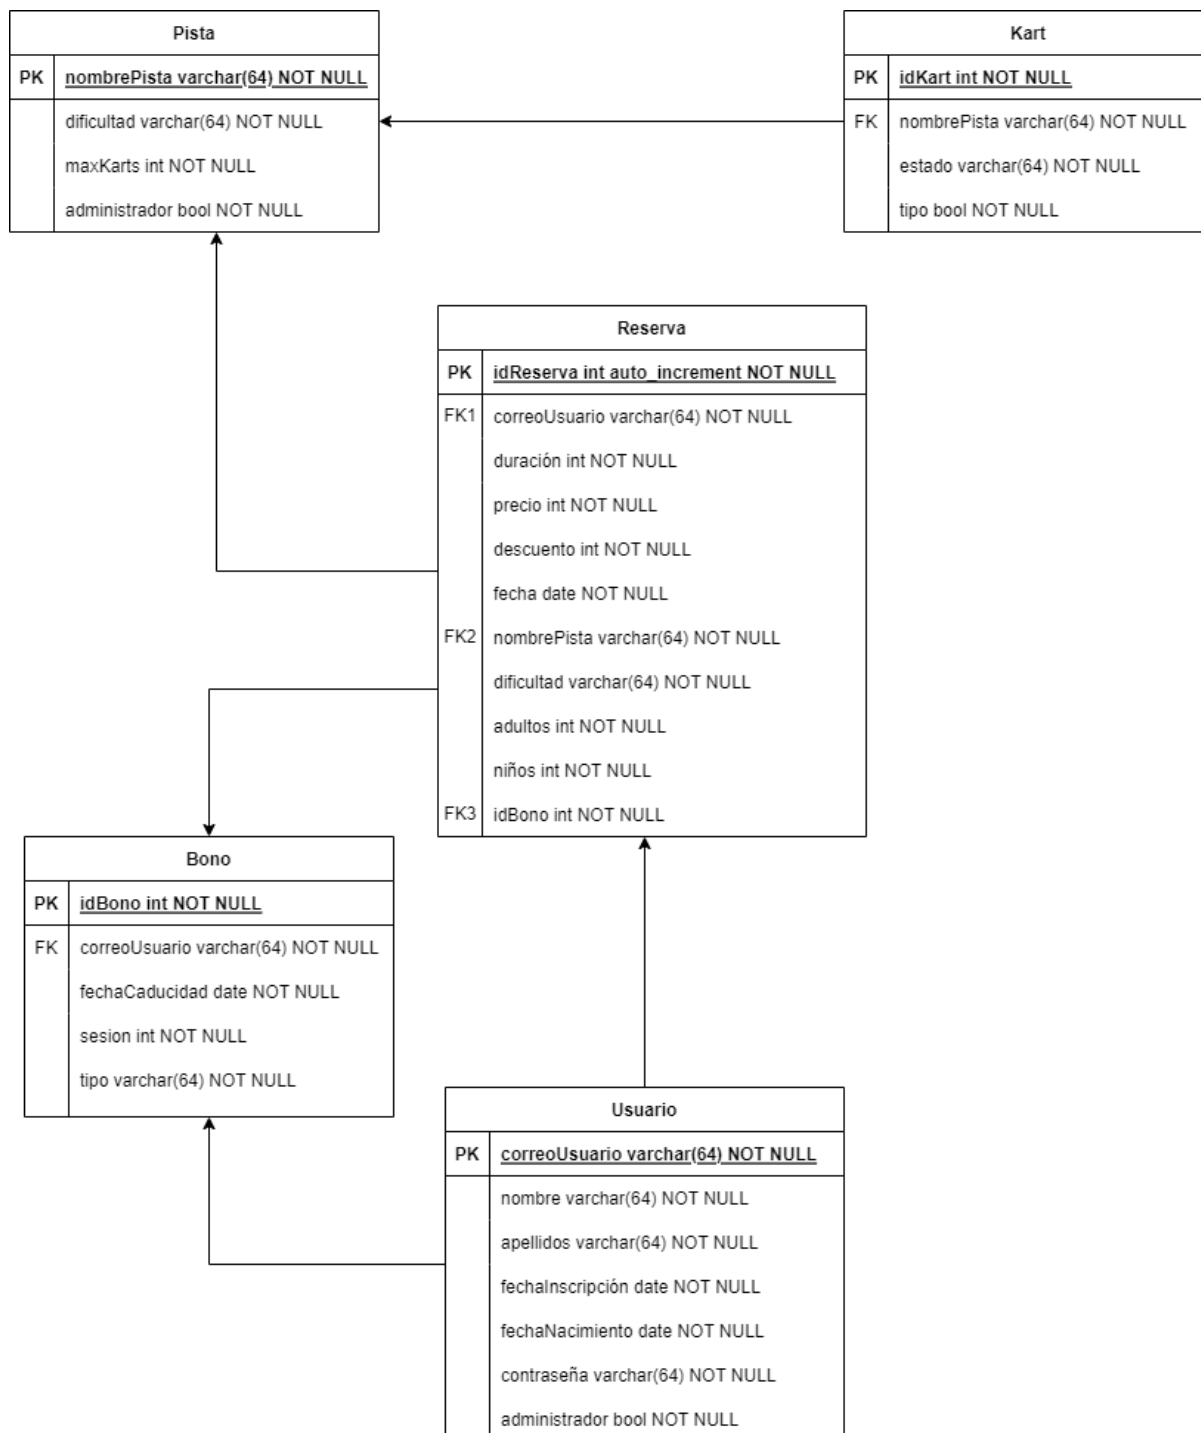 Pista
PK nombrePista varchar(64) NOT NULL
dificultad varchar(64) NOT NULL
maxKarts int NOT NULL
administrador bool NOT NULL
Kart
PK idKart int NOT NULL
FK nombrePista varchar(64) NOT NULL
estado varchar(64) NOT NULL
tipo bool NOT NULL
Reserva
PK idReserva int auto_increment NOT NULL
FK1 correoUsuario varchar(64) NOT NULL
duración int NOT NULL
precio int NOT NULL
descuento int NOT NULL
fecha date NOT NULL
FK2 nombrePista varchar(64) NOT NULL
dificultad varchar(64) NOT NULL
adultos int NOT NULL
niños int NOT NULL
FK3 idBono int NOT NULL
Bono
PK idBono int NOT NULL
FK correoUsuario varchar(64) NOT NULL
fechaCaducidad date NOT NULL
sesion int NOT NULL
tipo varchar(64) NOT NULL
Usuario
PK correoUsuario varchar(64) NOT NULL
nombre varchar(64) NOT NULL
apellidos varchar(64) NOT NULL
fechaInscripción date NOT NULL
fechaNacimiento date NOT NULL
contraseña varchar(64) NOT NULL
administrador bool NOT NULL